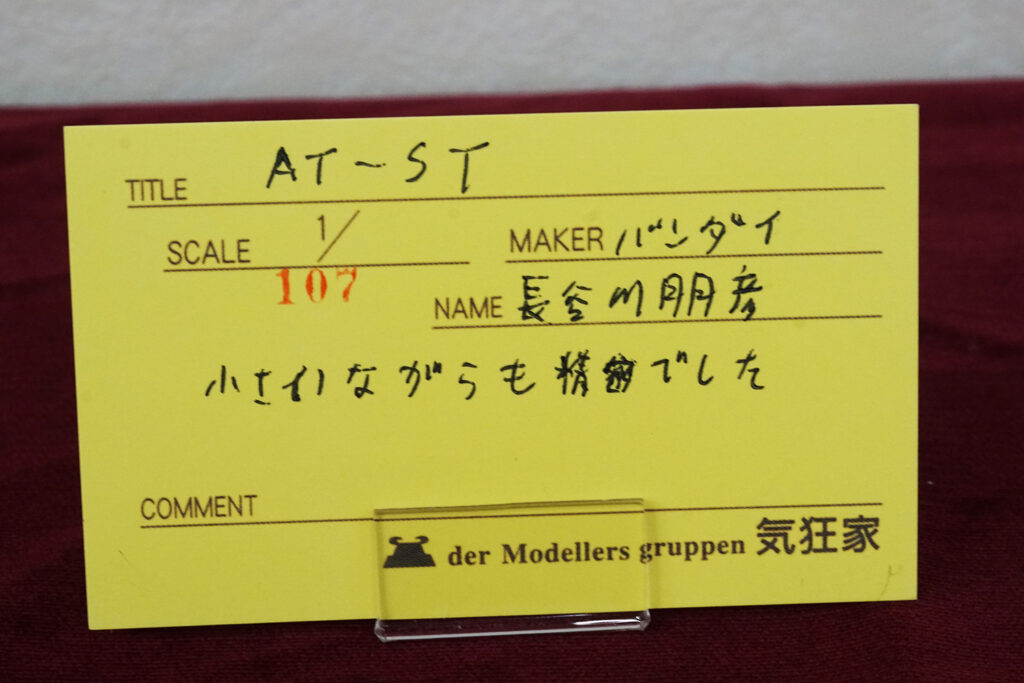 TITLE AT-ST
SCALE 1/
MAKER バンダイ
107
NAME 長谷川朋彦
小さいながらも精密でした
COMMENT
der Modellers gruppen 気狂家